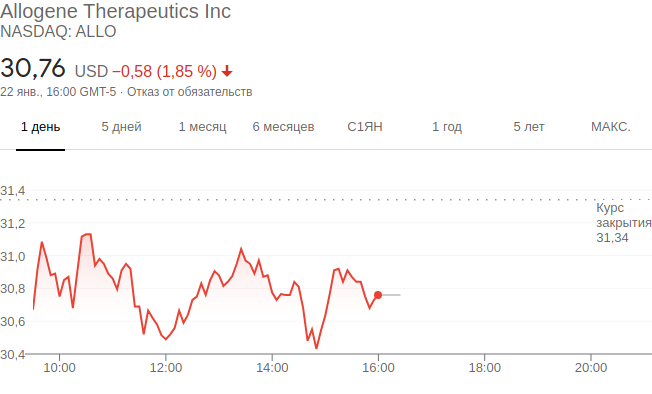 Allogene Therapeutics Inc
NASDAQ: ALLO
30,76 USD −0,58 (1,85 %)
22 янв., 16:00 GMT-5 · Отказ от обязательств
1 день 5 дней 1 месяц 6 месяцев С1ЯН 1 год 5 лет МАКС.
31,4
Курс
закрытия
31,34
31,2
31,0
30,8
30,6
30,4
10:00 12:00 14:00 16:00 18:00 20:00